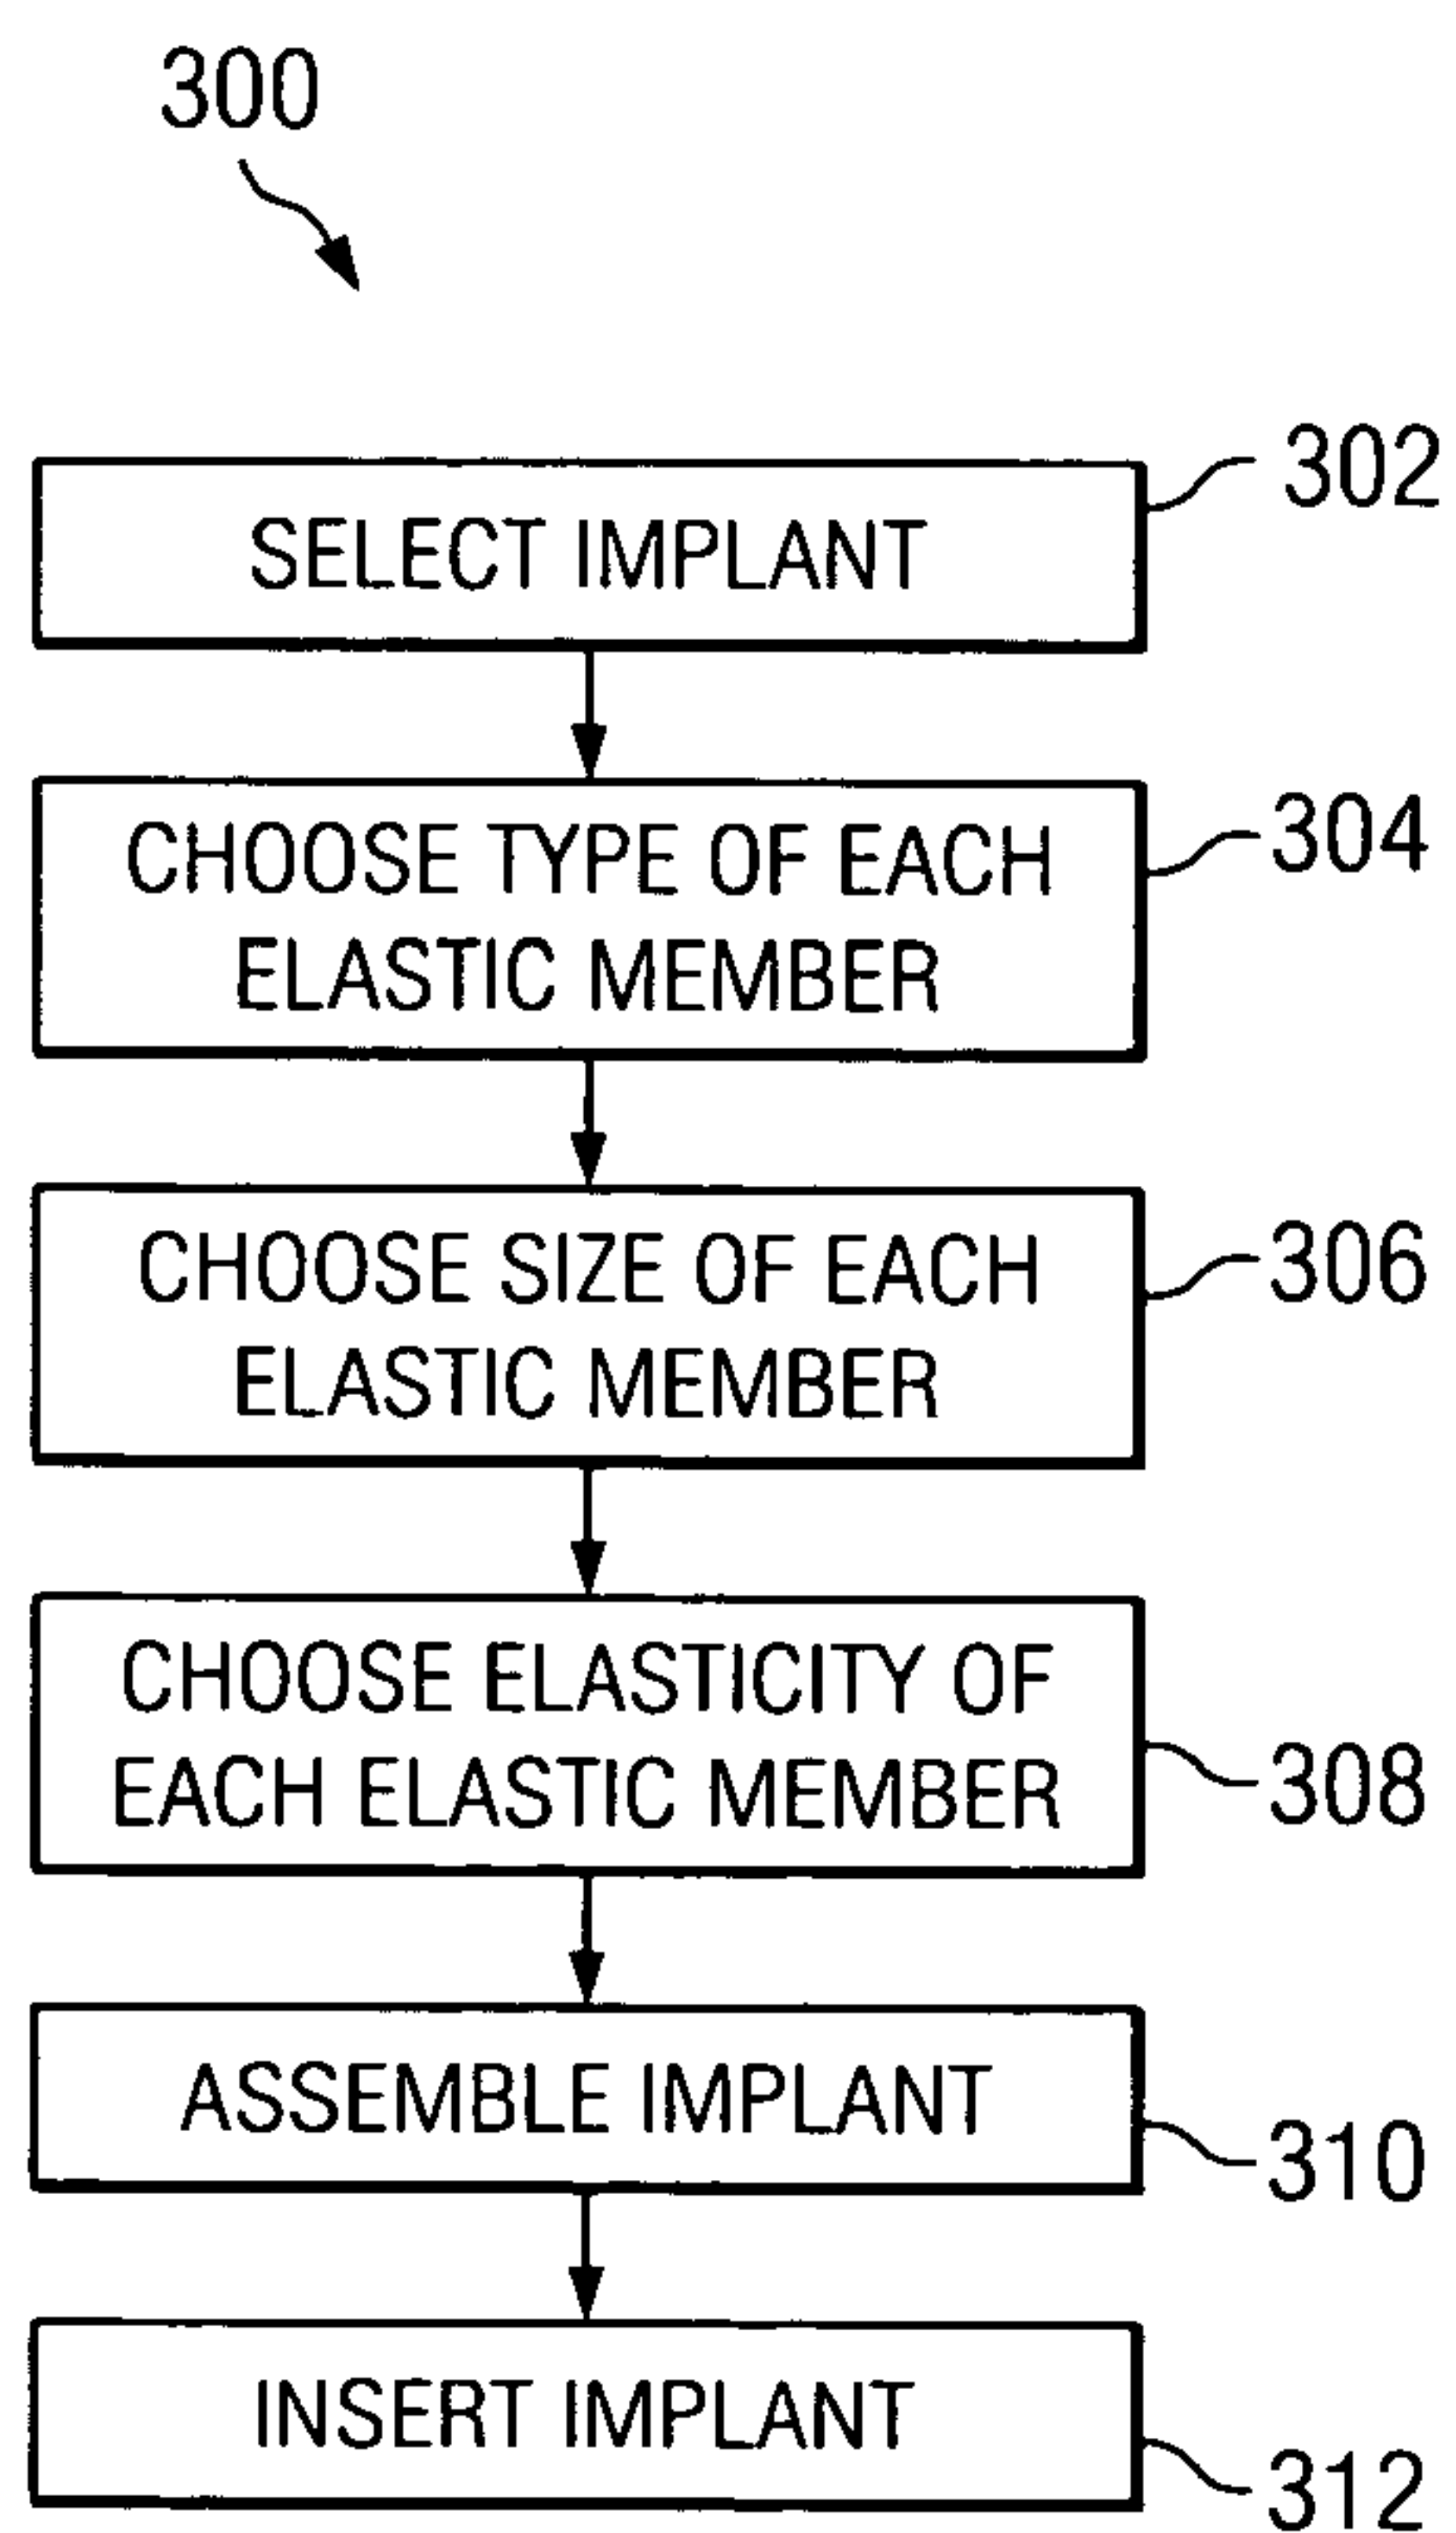 300
302
SELECT IMPLANT
304
CHOOSE TYPE OF EACH
ELASTIC MEMBER
306
CHOOSE SIZE OF EACH
ELASTIC MEMBER
CHOOSE ELASTICITY OF
EACH ELASTIC MEMBER
308
ASSEMBLE IMPLANT
310
INSERT IMPLANT
312